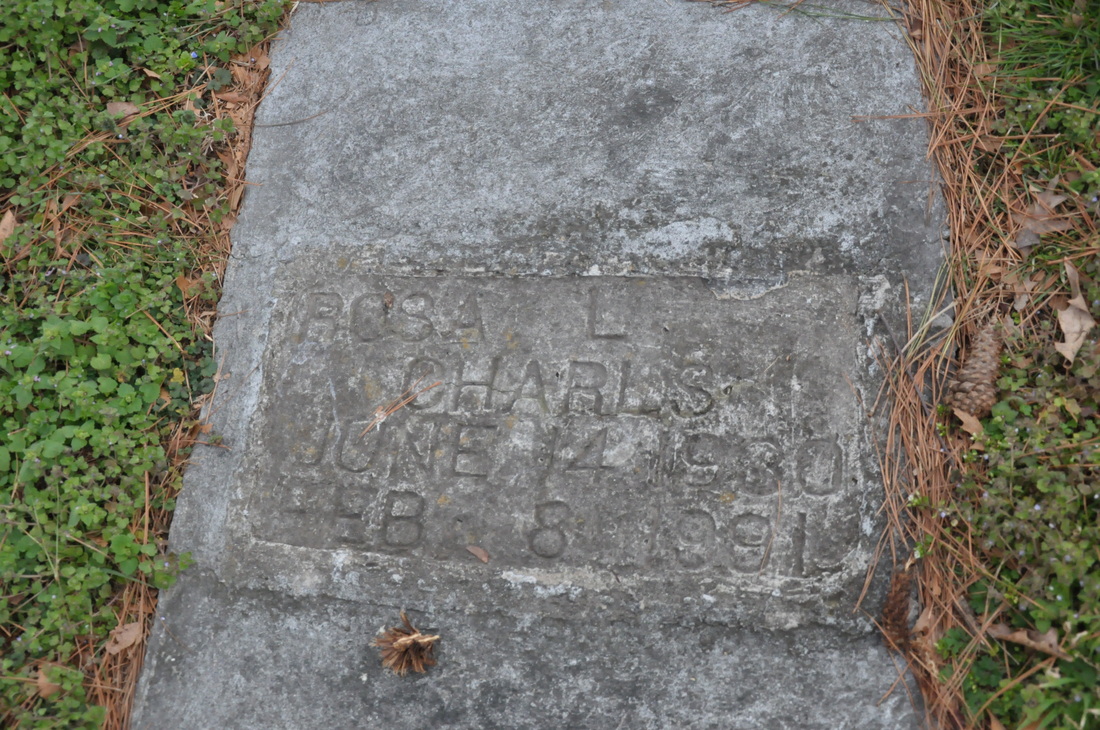 ROSA L
CHARLS
JUNE 14 1930
FEB 8 1991